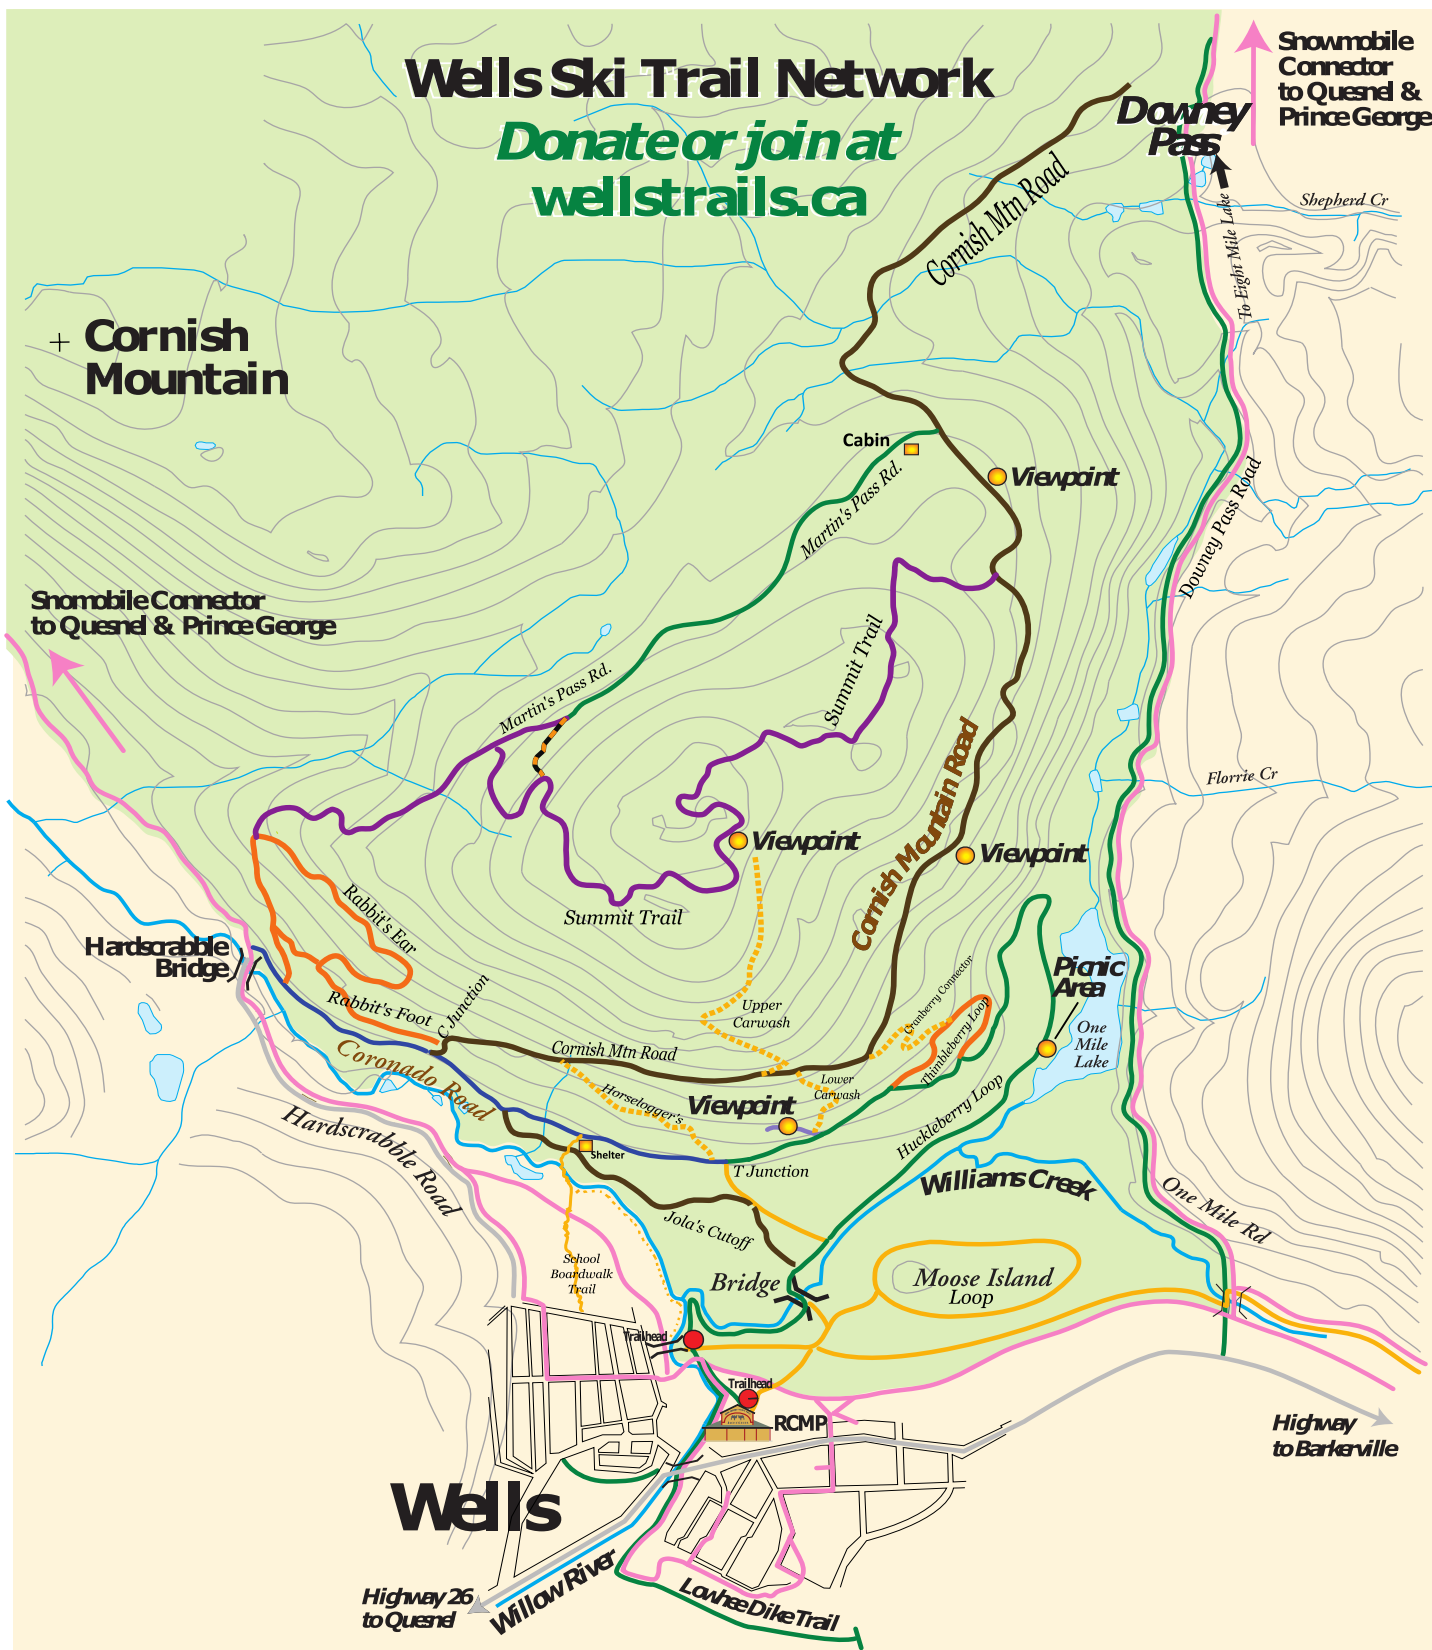 Wells Ski Trail Network
Donate or join at
wellstrails.ca
Snowmobile
Connector
to Quesnel &
Prince George
Downey
Pass
Shepherd Cr
To Eight Mile Lake
Cornish Mtn Road
+ Cornish
Mountain
Cabin
Viewpoint
Martin's Pass Rd.
Downey Pass Road
Snomobile Connector
to Quesnel & Prince George
Summit Trail
Martin's Pass Rd.
Florrie Cr
Cornish Mountain Road
Viewpoint
Viewpoint
Rabbit's Ear
Summit Trail
Hardscrabble
Bridge
Picnic
Area
Cranberry Connector
Rabbit's Foot
C Junction
Upper
Carwash
Thimbleberry Loop
One
Mile
Lake
Coronado Road
Cornish Mtn Road
Lower
Carwash
Horselogger's
Viewpoint
Huckleberry Loop
Hardscrabble Road
Shelter
T Junction
Williams Creek
One Mile Rd
Jola's Cutoff
School
Boardwalk
Trail
Bridge
Moose Island
Loop
Trailhead
Trailhead
RCMP
Highway
to Barkerville
Wells
Highway 26
to Quesnel
Willow River
Lowhee Dike Trail